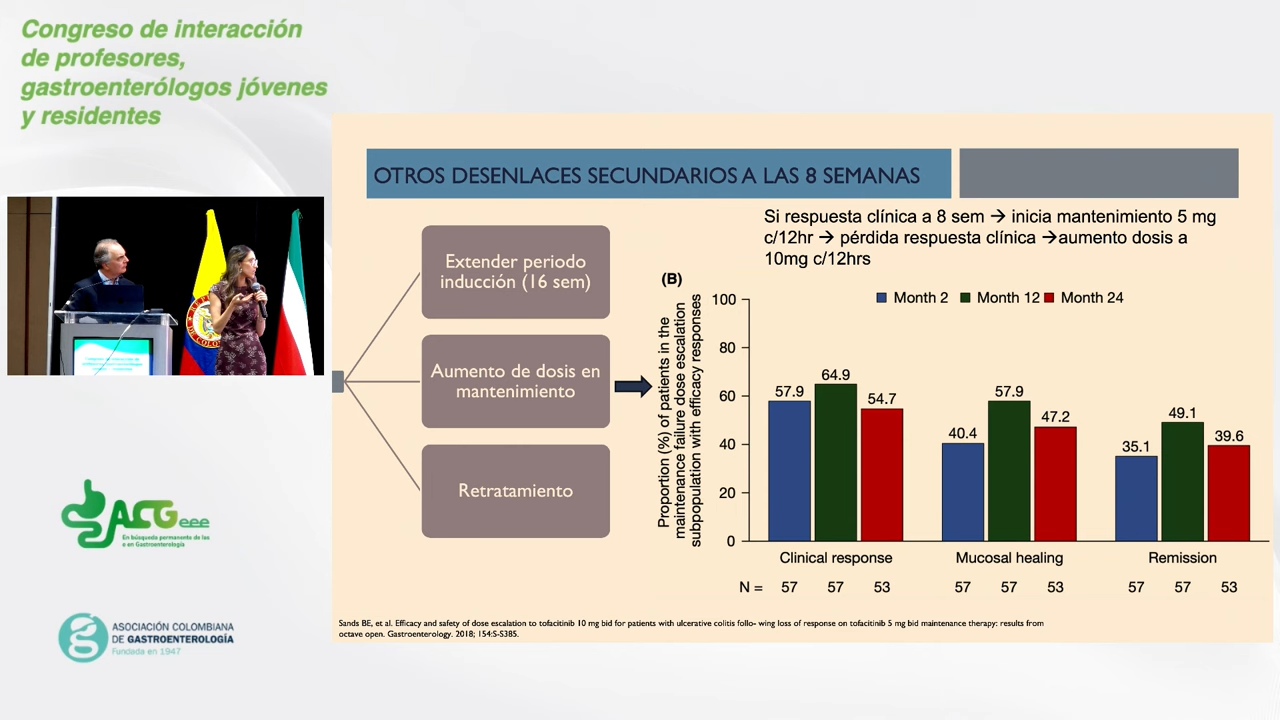 Congreso de interacción
de profesores,
gastroenterólogos jóvenes
y residentes
OTROS DESENLACES SECUNDARIOS A LAS 8 SEMANAS
Si respuesta clínica a 8 sem → inicia mantenimiento 5 mg
c/12hr → pérdida respuesta clínica →aumento dosis a
10mg c/12hrs
Extender periodo
inducción (16 sem)
Aumento de dosis en
mantenimiento
Retratamiento
(B)
Proportion (%) of patients in the
maintenance failure dose escalation
subpopulation with efficacy responses
100
80
60
40
20
0
Month 2 Month 12 Month 24
57.9 64.9 54.7
40.4 57.9 47.2
35.1 49.1 39.6
Clinical response Mucosal healing Remission
N = 57 57 53 57 57 53 57 57 53
Sands BE, et al. Efficacy and safety of dose escalation to tofacitinib 10 mg bid for patients with ulcerative colitis follo- wing loss of response on tofacitinib 5 mg bid maintenance therapy: results from
octave open. Gastroenterology. 2018; 154:S-S385.
ACGeee
En búsqueda permanente de las
e en Gastroenterología
ASOCIACIÓN COLOMBIANA
DE GASTROENTEROLOGÍA
Fundada en 1947